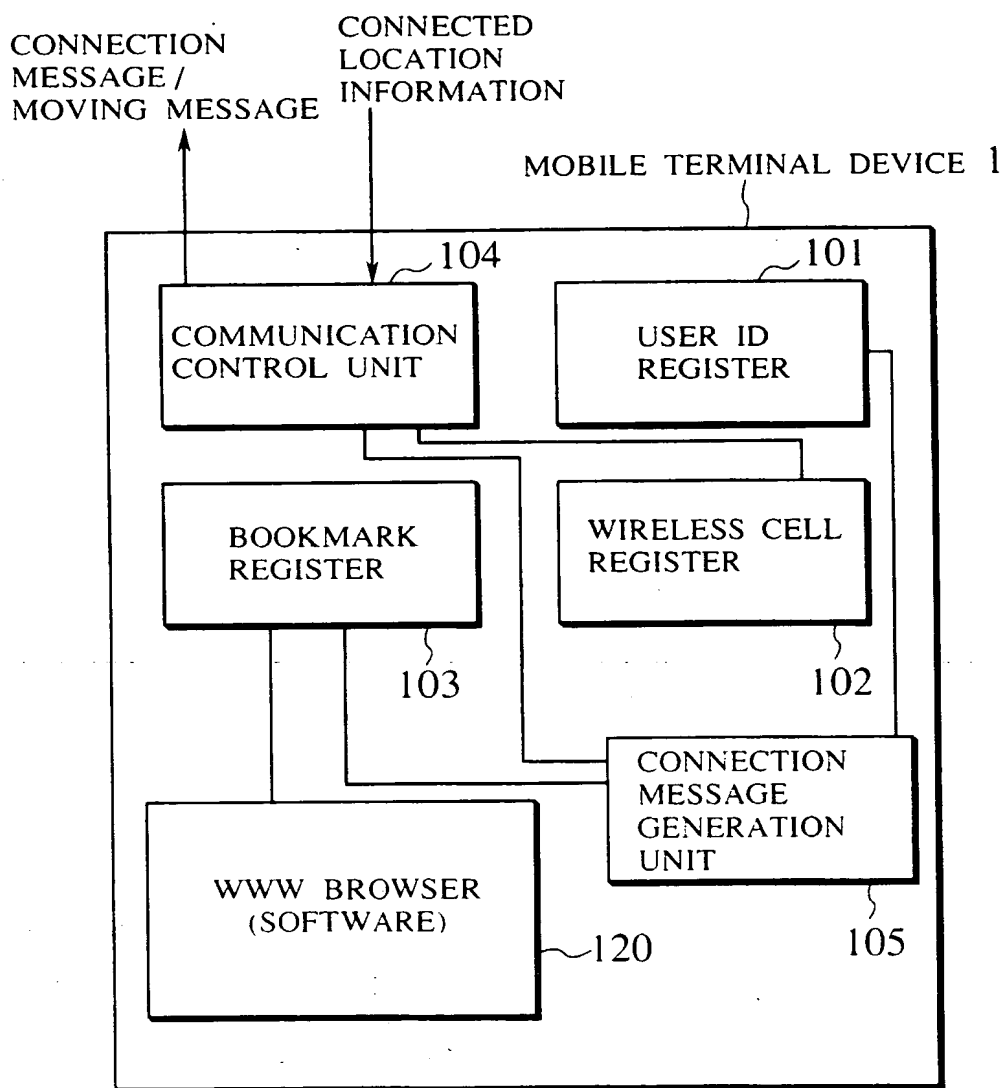 CONNECTION
MESSAGE /
MOVING MESSAGE
CONNECTED
LOCATION
INFORMATION
MOBILE TERMINAL DEVICE 1
104
COMMUNICATION
CONTROL UNIT
101
USER ID
REGISTER
BOOKMARK
REGISTER
103
WIRELESS CELL
REGISTER
102
CONNECTION
MESSAGE
GENERATION
UNIT
105
WWW BROWSER
(SOFTWARE)
120